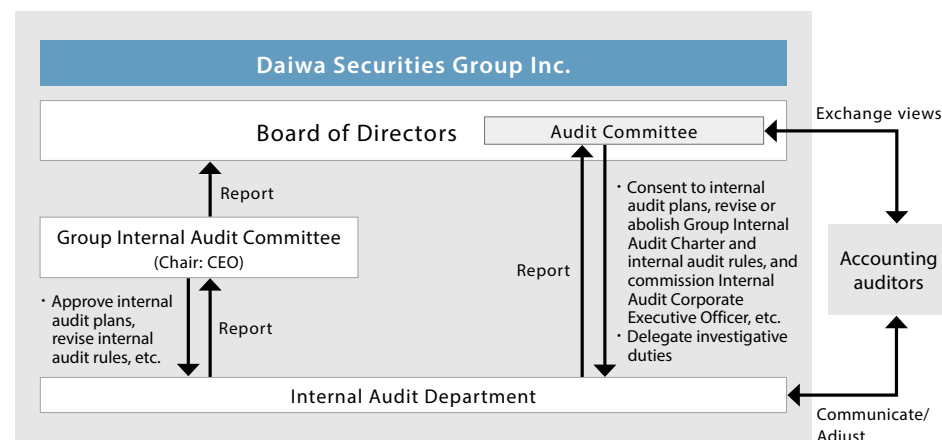 Daiwa Securities Group Inc.
Board of Directors
Audit Committee
Exchange views
Report
Group Internal Audit Committee
(Chair: CEO)
・Approve internal
audit plans,
revise internal
audit rules, etc.
Report
Report
・Consent to internal
audit plans, revise or
abolish Group Internal
Audit Charter and
internal audit rules, and
commission Internal
Audit Corporate
Executive Officer, etc.
・Delegate investigative
duties
Accounting
auditors
Internal Audit Department
Communicate/
Adjust